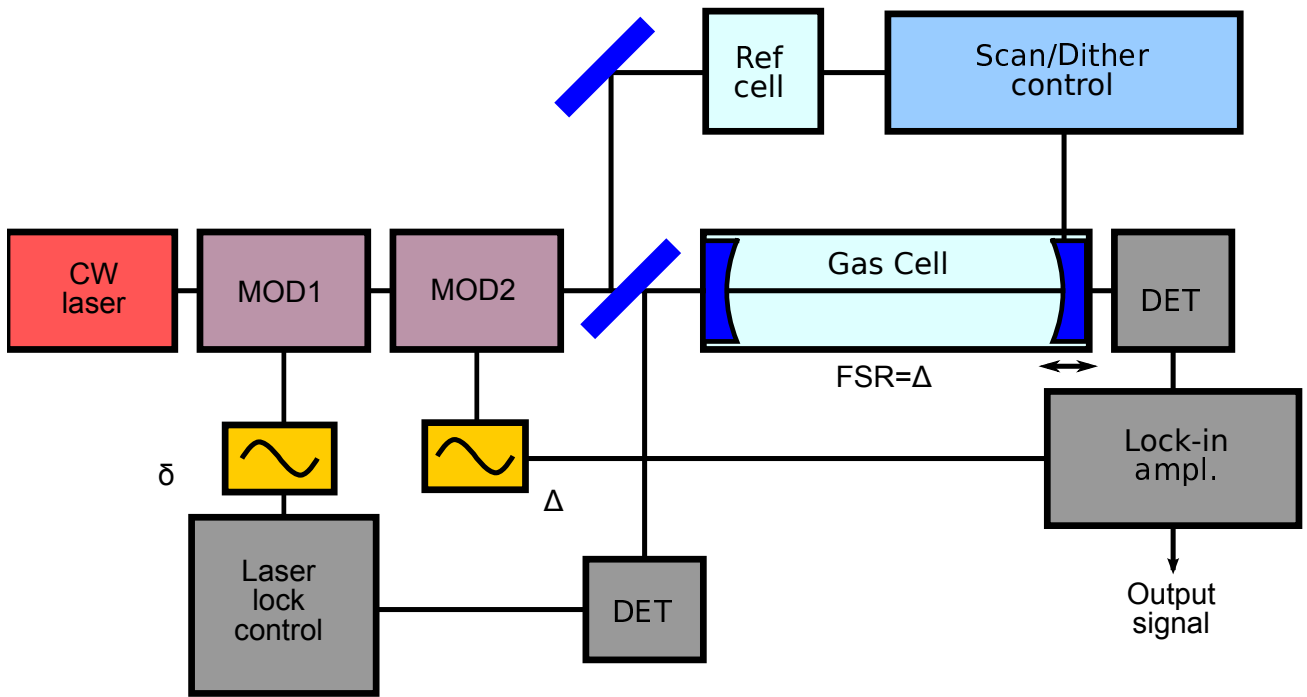 Ref
cell
Scan/Dither
control
CW
laser
MOD1
MOD2
Gas Cell
DET
FSR=Δ
δ
Δ
Lock-in
ampl.
Laser
lock
control
DET
Output
signal